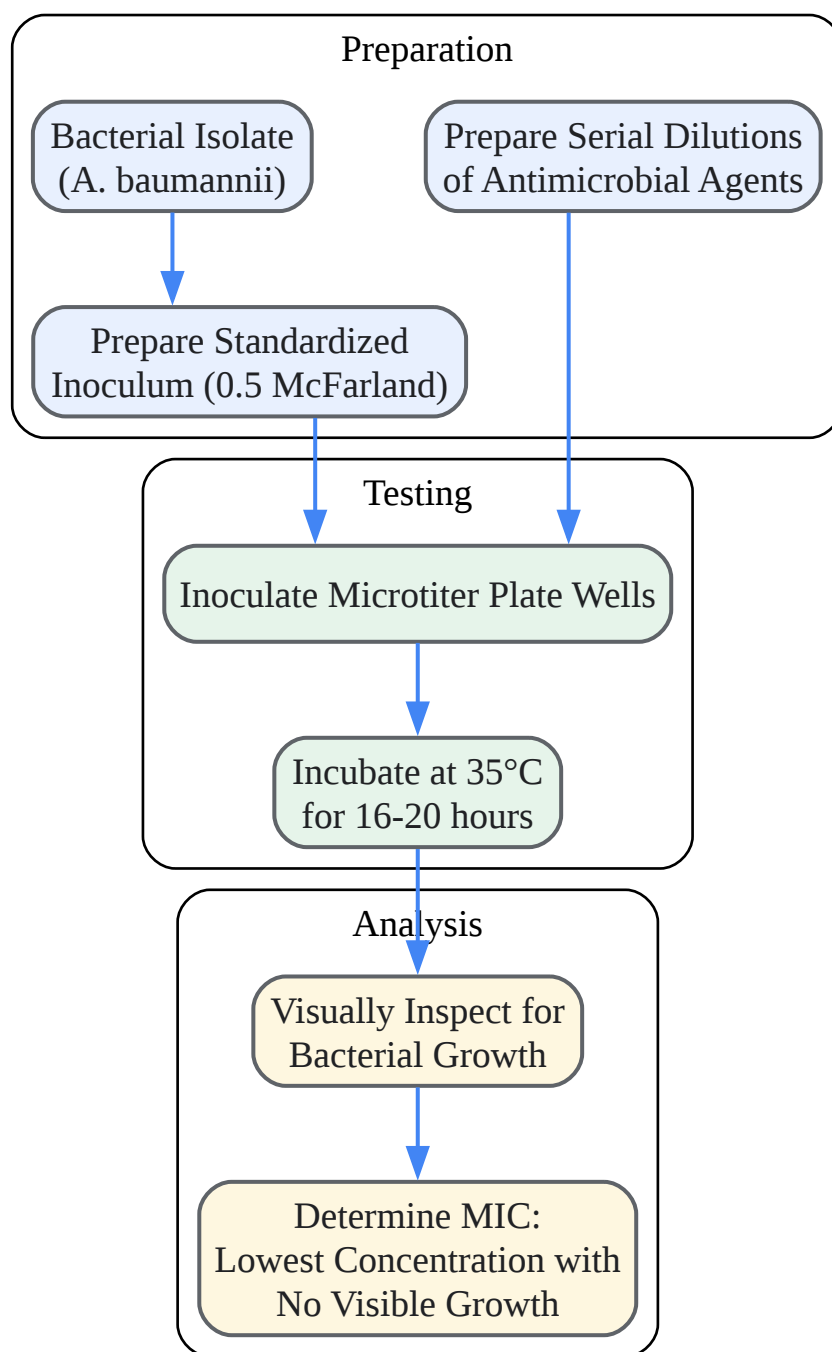 Preparation
Bacterial Isolate
(A. baumannii)
Prepare Serial Dilutions
of Antimicrobial Agents
Prepare Standardized
Inoculum (0.5 McFarland)
Testing
Inoculate Microtiter Plate Wells
Incubate at 35°C
for 16-20 hours
Analysis
Visually Inspect for
Bacterial Growth
Determine MIC:
Lowest Concentration with
No Visible Growth